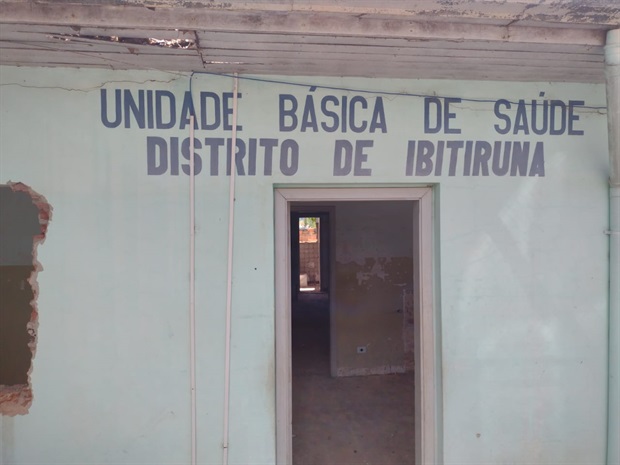 UNIDADE BÁSICA DE SAÚDE
DISTRITO DE IBITIRUNA